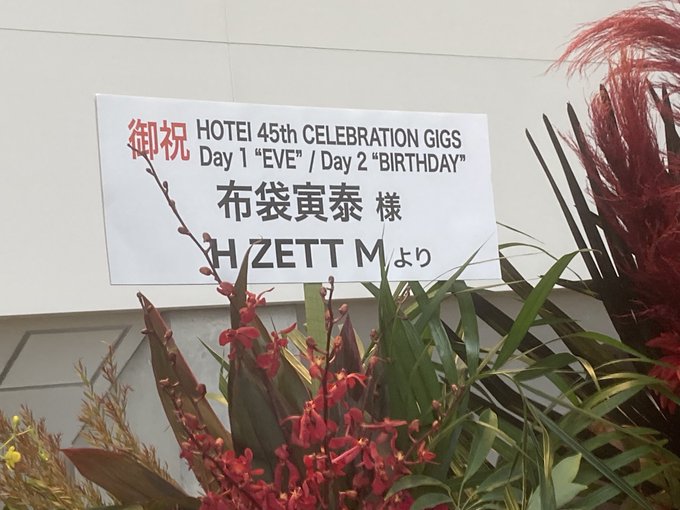 御祝 HOTEI 45th CELEBRATION GIGS
Day 1 “EVE” / Day 2 “BIRTHDAY”
布袋寅泰 様
H ZETT M より